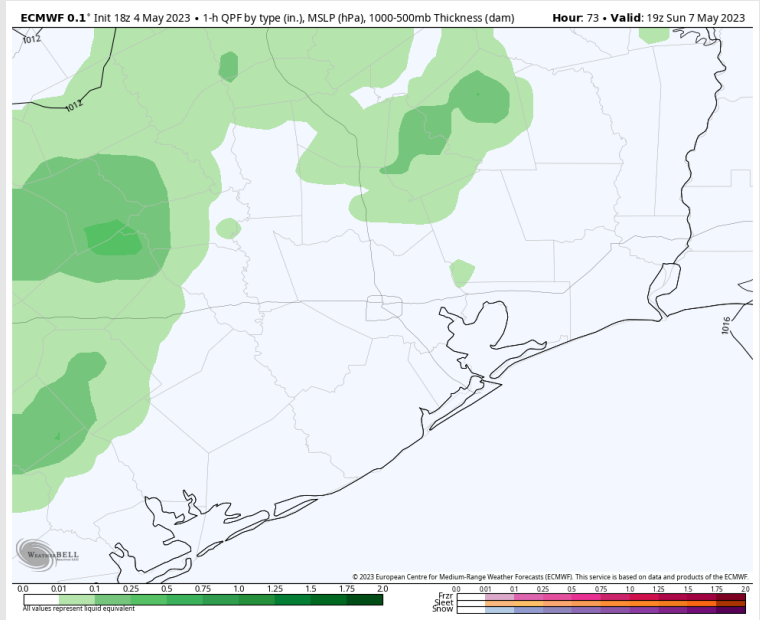 ECMWF 0.1° Init 18z 4 May 2023 • 1-h QPF by type (in.), MSLP (hPa), 1000-500mb Thickness (dam)
Hour: 73 • Valid: 19z Sun 7 May 2023
1012
1012
1016
WEATHERBELL
© 2023 European Centre for Medium-Range Weather Forecasts (ECMWF). This service is based on data and products of the ECMWF.
0.0 0.01 0.1 0.25 0.5 0.75 1.0 1.25 1.5 1.75 2.0
All values represent liquid equivalent
0.0 0.01 0.1 0.25 0.5 0.75 1.0 1.25 1.5 1.75 2.0
Frzr
Sleet
Snow